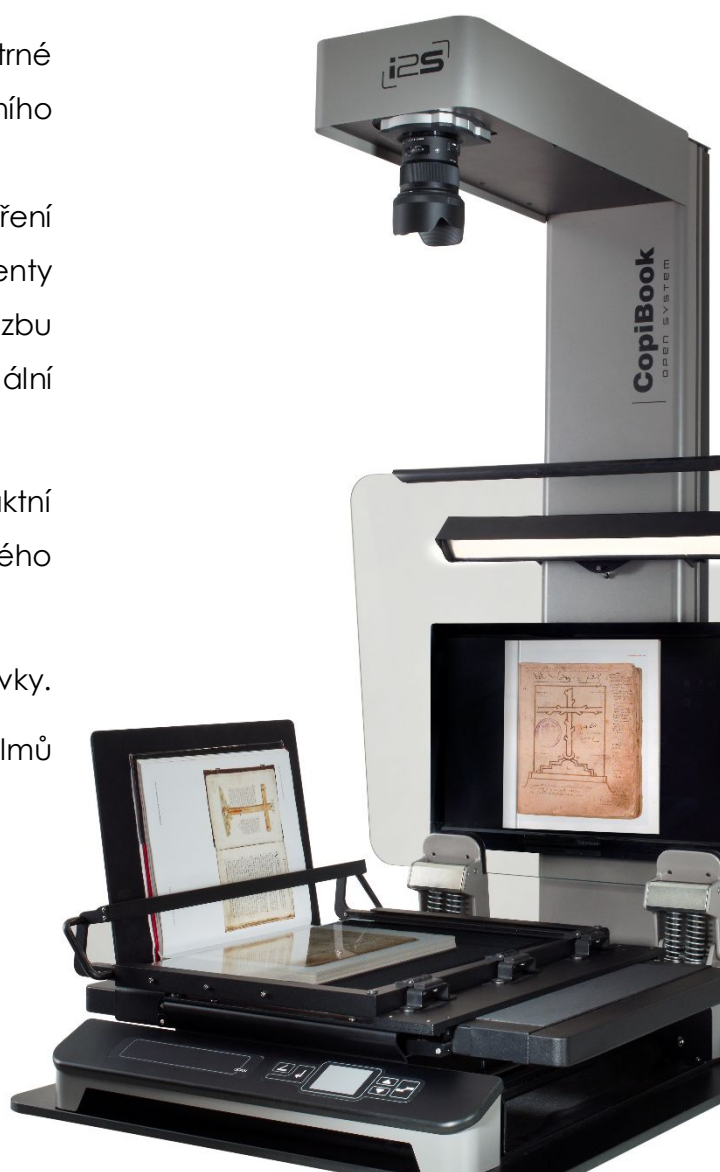 trné
ního
ření
enty
zbu
ální
ktní
ého
vky.
lmů
i2S
CopiBook
OPEN SYSTEM